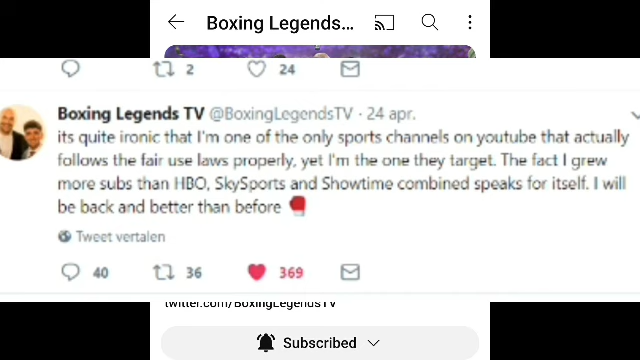 Boxing Legends...
2 24
Boxing Legends TV @BoxingLegendsTV · 24 apr.
its quite ironic that I'm one of the only sports channels on youtube that actually
follows the fair use laws properly, yet I'm the one they target. The fact I grew
more subs than HBO, SkySports and Showtime combined speaks for itself. I will
be back and better than before
Tweet vertalen
40 36 369
twitter.com/BoxingLegendsTV
Subscribed